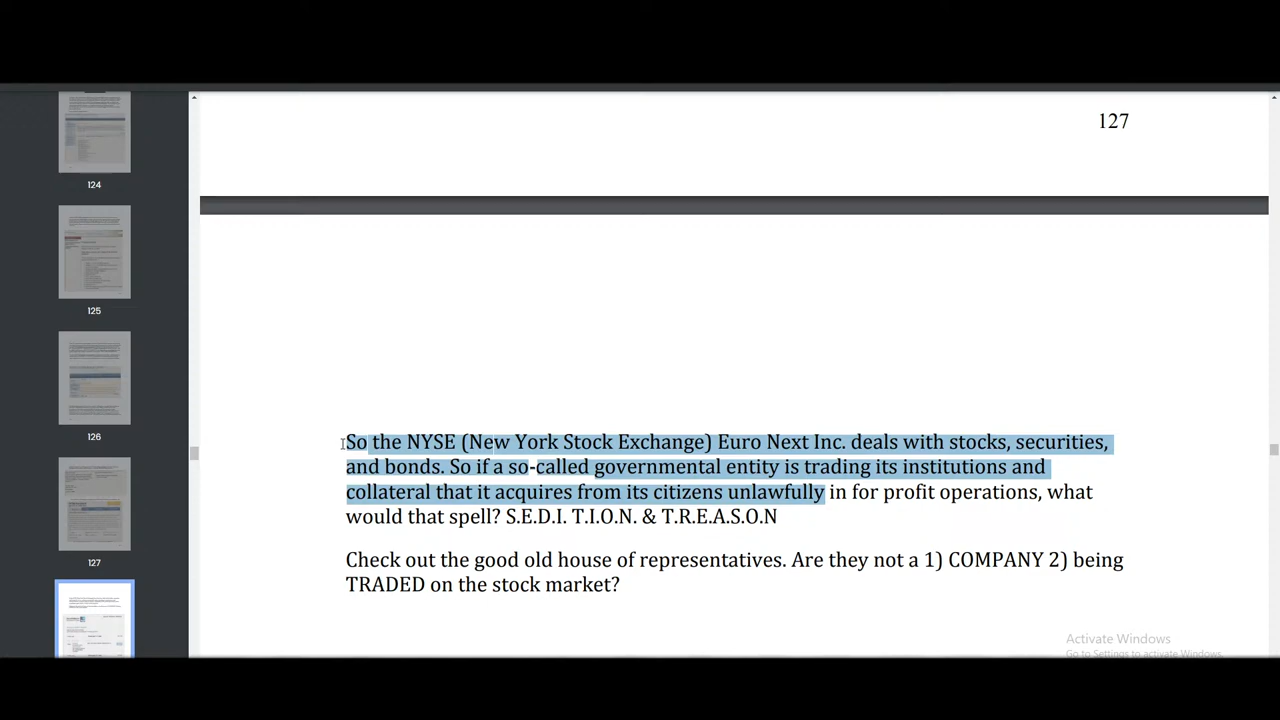 127
So the NYSE (New York Stock Exchange) Euro Next Inc. deals with stocks, securities,
and bonds. So if a so-called governmental entity is trading its institutions and
collateral that it acquires from its citizens unlawfully in for profit operations, what
would that spell? S.E.D.I. T.I.O.N. & T.R.E.A.S.O.N
Check out the good old house of representatives. Are they not a 1) COMPANY 2) being
TRADED on the stock market?
124
125
126
127
Activate Windows
Go to Settings to activate Windows.